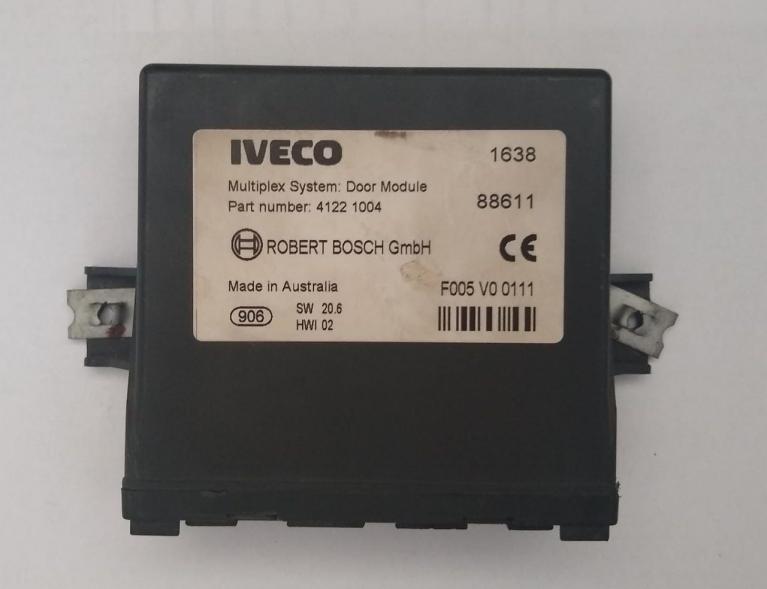 IVECO 1638
Multiplex System: Door Module
Part number: 4122 1004 88611
ROBERT BOSCH GmbH CE
Made in Australia F005 V0 0111
906 SW 20.6
HWI 02